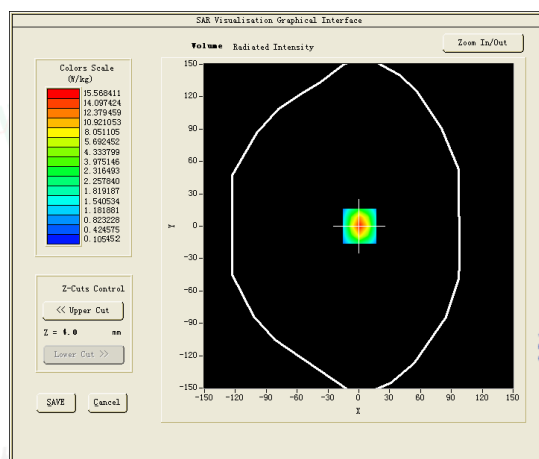 SAR Visualisation Graphical Interface
Volume Radiated Intensity
Zoom In/Out
Colors Scale
(W/kg)
15.568411
14.097424
12.379459
10.921053
8.051105
5.692452
4.333799
3.975146
2.316493
2.257840
1.819187
1.540534
1.181881
0.823228
0.424575
0.105452
Z-Cuts Control
<< Upper Cut
Z = 4.0 mm
Lower Cut >>
SAVE
Cancel
150
120
90
60
30
Y
0
-30
-60
-90
-120
-150
-150 -120 -90 -60 -30 0 30 60 90 120 150
X